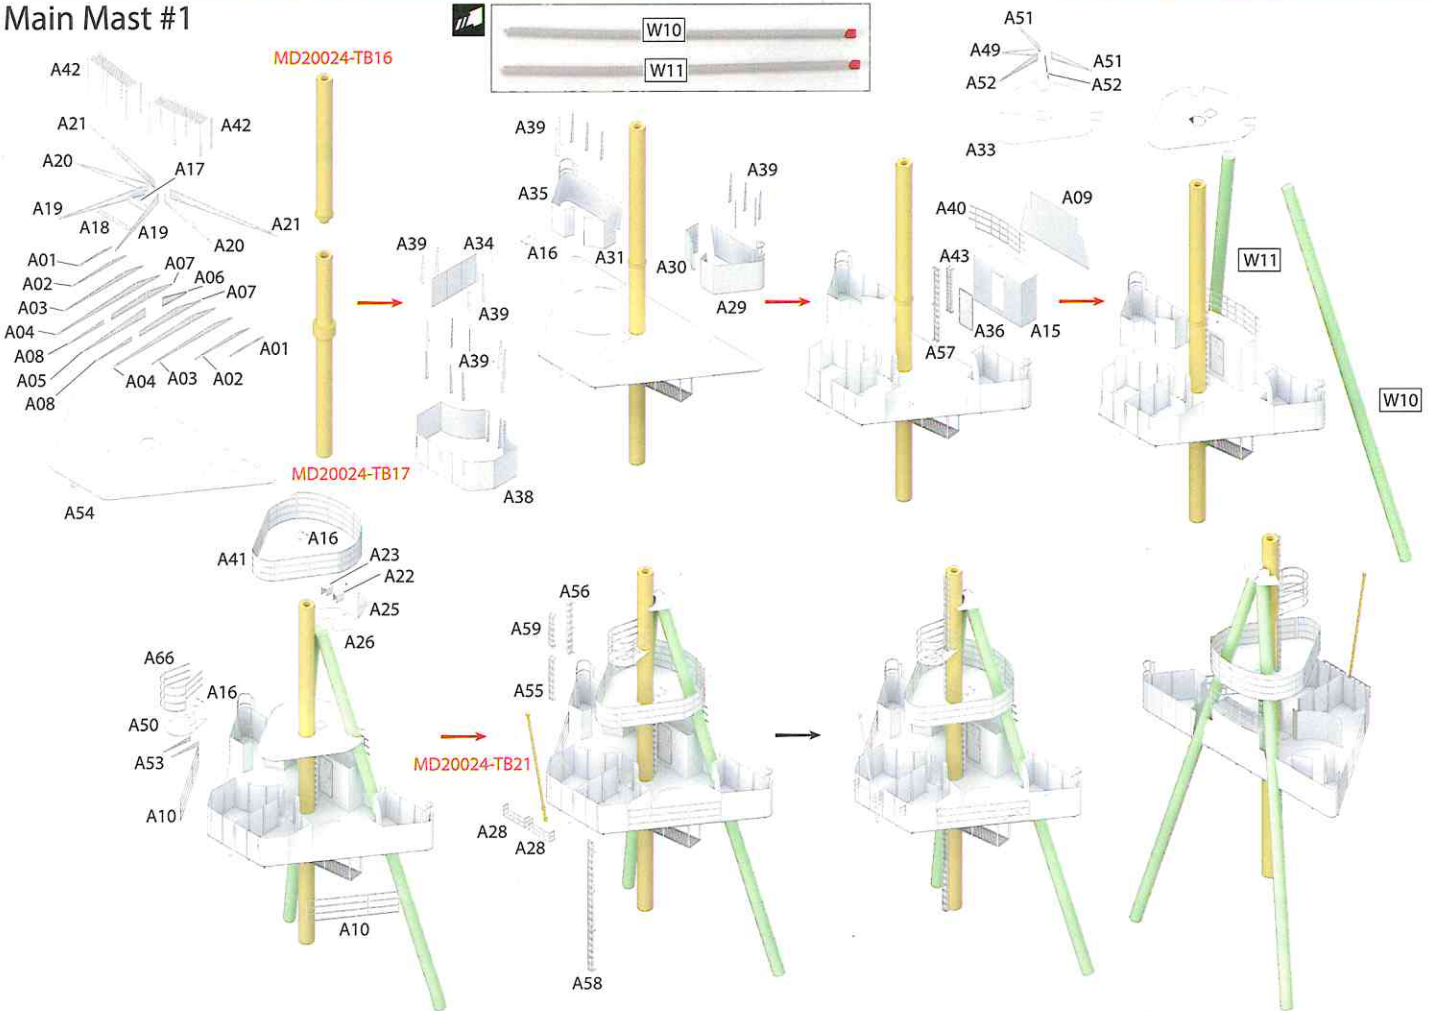 Main Mast #1
MD20024-TB16
W10
W11
A51
A49
A51
A52
A52
A33
A42
A42
A21
A20
A17
A19
A18
A19
A20
A21
A01
A02
A03
A04
A07
A06
A07
A08
A05
A08
A04
A03
A02
A01
A54
MD20024-TB17
A39
A34
A39
A39
A38
A39
A35
A16
A31
A39
A30
A29
A40
A09
A43
A57
A36
A15
W11
W10
A41
A16
A23
A22
A25
A26
A66
A16
A50
A53
A10
A10
A56
A59
A55
MD20024-TB21
A28
A28
A58